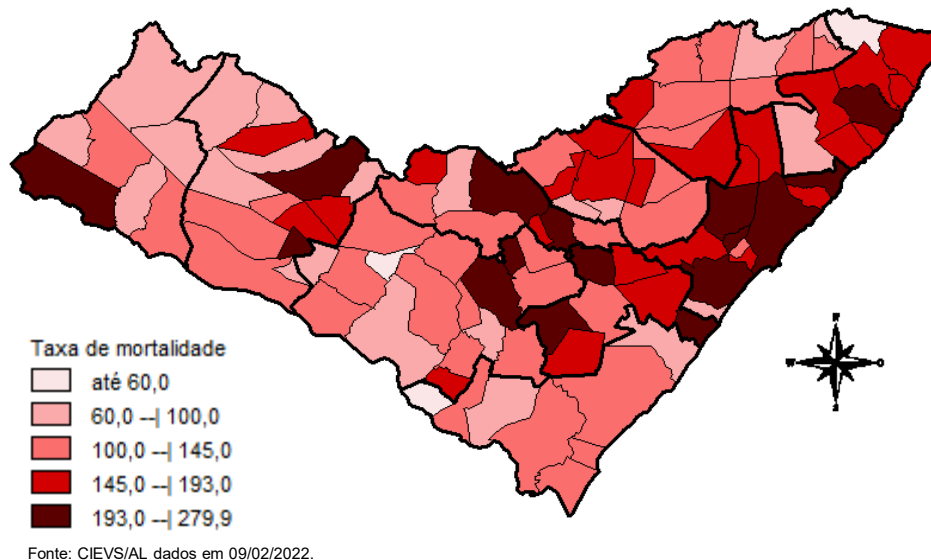 Taxa de mortalidade
até 60,0
60,0 --| 100,0
100,0 --| 145,0
145,0 --| 193,0
193,0 --| 279,9
Fonte: CIEVS/AL dados em 09/02/2022.